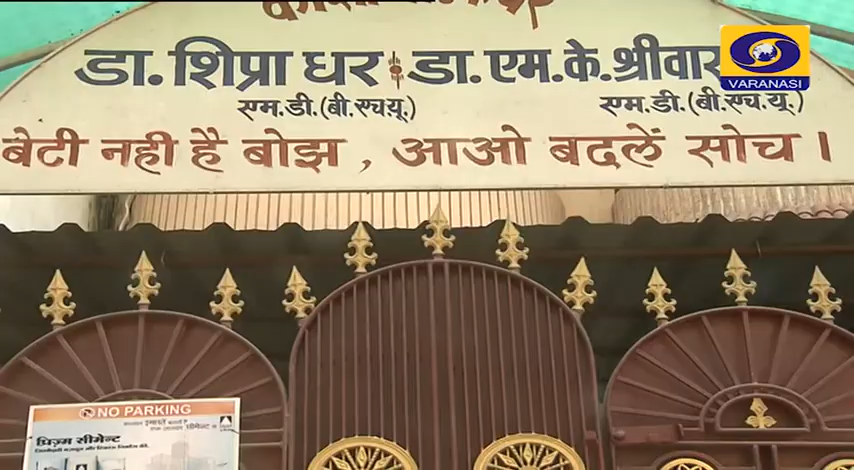 डा. शिप्रा धर डा. एम. के. श्रीवा
एम.डी.(बी.एच.यू.) एम.डी.(बी.एच.यू.)
बेटी नही है बोझ, आओ बदलें सोच।
VARANASI
NO PARKING
प्रिज़्म सीमेन्ट